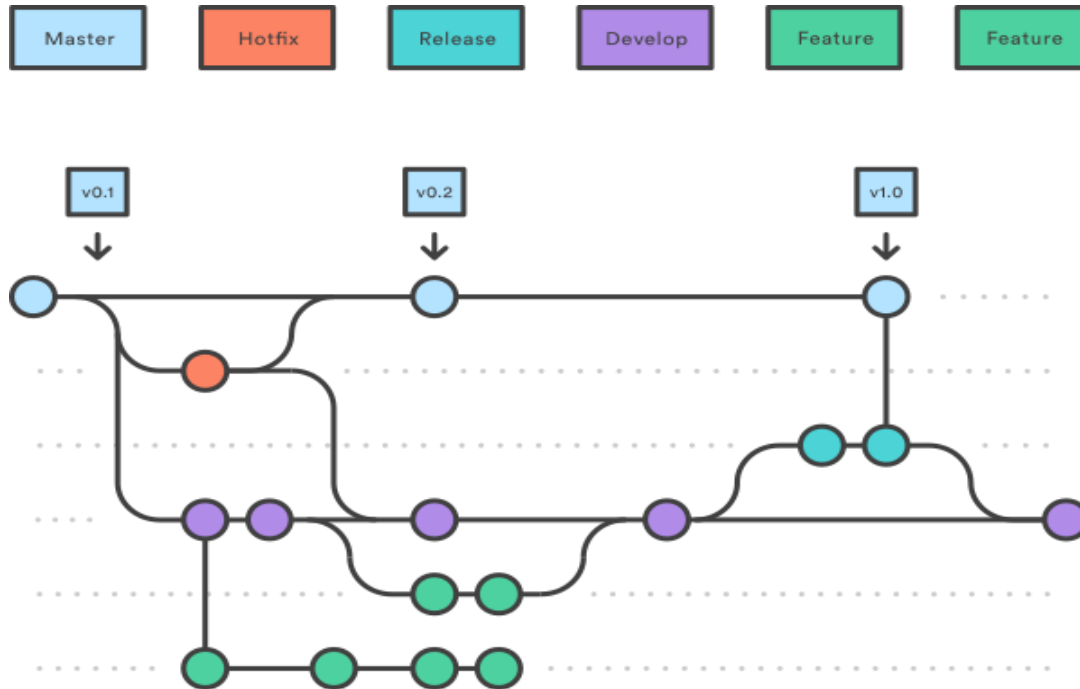 Master
Hotfix
Release
Develop
Feature
Feature
v0.1
v0.2
v1.0